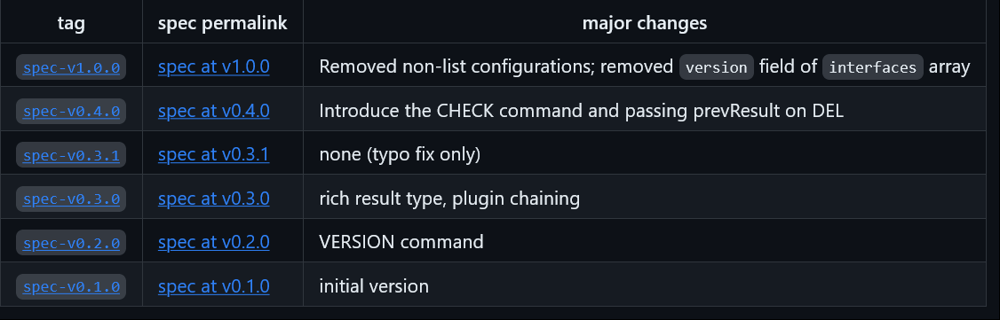 tag spec permalink major changes
spec-v1.0.0 spec at v1.0.0 Removed non-list configurations; removed version field of interfaces array
spec-v0.4.0 spec at v0.4.0 Introduce the CHECK command and passing prevResult on DEL
spec-v0.3.1 spec at v0.3.1 none (typo fix only)
spec-v0.3.0 spec at v0.3.0 rich result type, plugin chaining
spec-v0.2.0 spec at v0.2.0 VERSION command
spec-v0.1.0 spec at v0.1.0 initial version